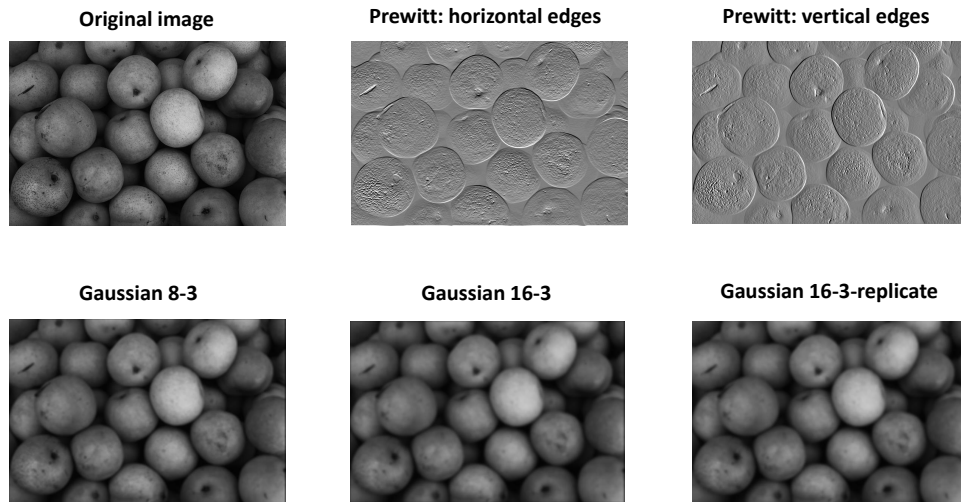 Original image
Prewitt: horizontal edges
Prewitt: vertical edges
Gaussian 8-3
Gaussian 16-3
Gaussian 16-3-replicate